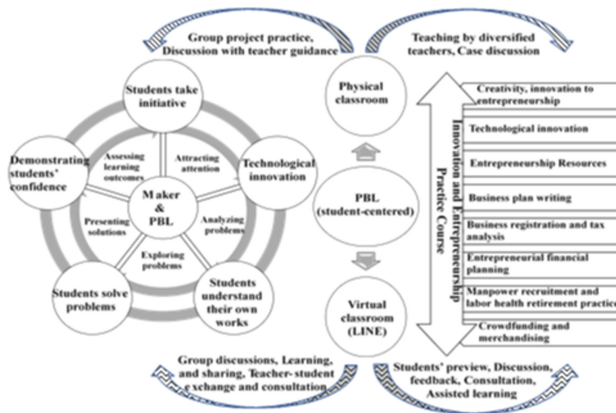 Group project practice,
Discussion with teacher guidance
Teaching by diversified
teachers, Case discussion
Students take
initiative
Demonstrating
students'
confidence
Assessing
learning
outcomes
Attracting
attention
Technological
innovation
Maker
&
PBL
Presenting
solutions
Analyzing
problems
Exploring
problems
Students solve
problems
Students
understand
their own
works
Physical
classroom
PBL
(student-centered)
Virtual
classroom
(LINE)
Innovation and Entrepreneurship
Practice Course
Creativity, innovation to
entrepreneurship
Technological innovation
Entrepreneurship Resources
Business plan writing
Business registration and tax
analysis
Entrepreneurial financial
planning
Manpower recruitment and
labor health retirement practice
Crowdfunding and
merchandising
Group discussions, Learning,
and sharing, Teacher- student
e xchange and consultation
Students' preview, Discussion,
feedback, Consultation,
Assisted learning